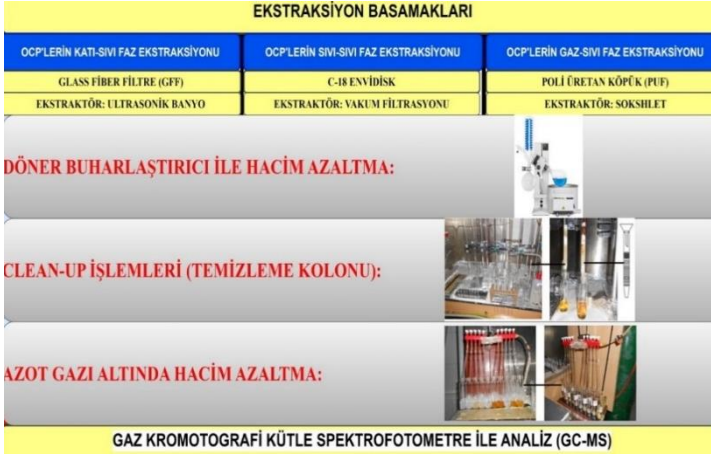 EKSTRAKSİYON BASAMAKLARI
OCP'LERİN KATI-SIVI FAZ EKSTRAKSİYONU
OCP'LERİN SIVI-SIVI FAZ EKSTRAKSİYONU
OCP'LERİN GAZ-SIVI FAZ EKSTRAKSİYONU
GLASS FİBER FİLTRE (GFF)
C-18 ENVİDİSK
POLİ ÜRETAN KÖPÜK (PUF)
EKSTRAKTÖR: ULTRASONİK BANYO
EKSTRAKTÖR: VAKUM FİLTRASYONU
EKSTRAKTÖR: SOKSHLET
DÖNER BUHARLAŞTIRICI İLE HACİM AZALTMA:
CLEAN-UP İŞLEMLERİ (TEMİZLEME KOLONU):
AZOT GAZI ALTINDA HACİM AZALTMA:
GAZ KROMOTOGRAFİ KÜTLE SPEKTROFOTOMETRE İLE ANALİZ (GC-MS)